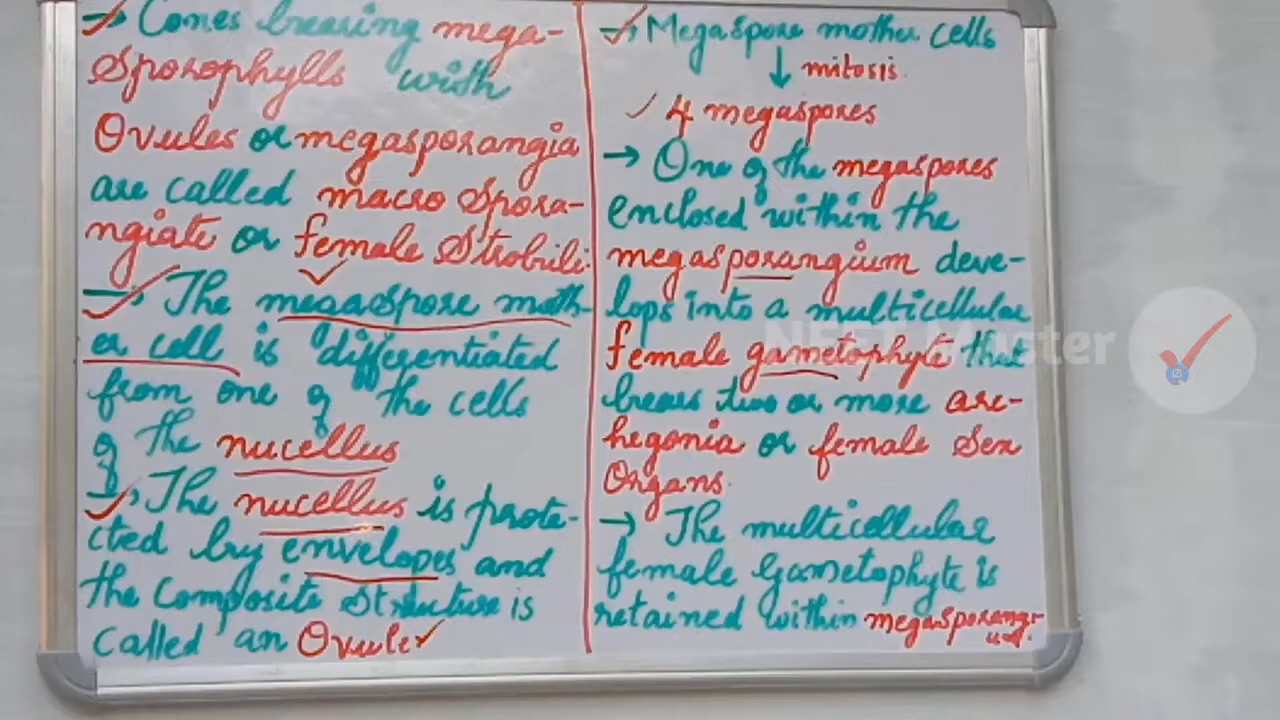 → Cones bearing mega-
sporophylls with
Ovules or megasporangia
are called macro spora-
ngiate or female Strobili.
→ The megaspore moth-
er cell is differentiated
from one of the cells
of the nucellus
→ The nucellus is prote-
cted by envelopes and
the composite structure is
called an Ovule
→ Megaspore mother cells
↓ mitosis.
4 megaspores
→ One of the megaspores
enclosed within the
megasporangium deve-
lops into a multicellular
female gametophyte that
bears two or more arc-
hegonia or female sex
Organs.
→ The multicellular
female gametophyte is
retained within megasporangi
um.
NEET Master